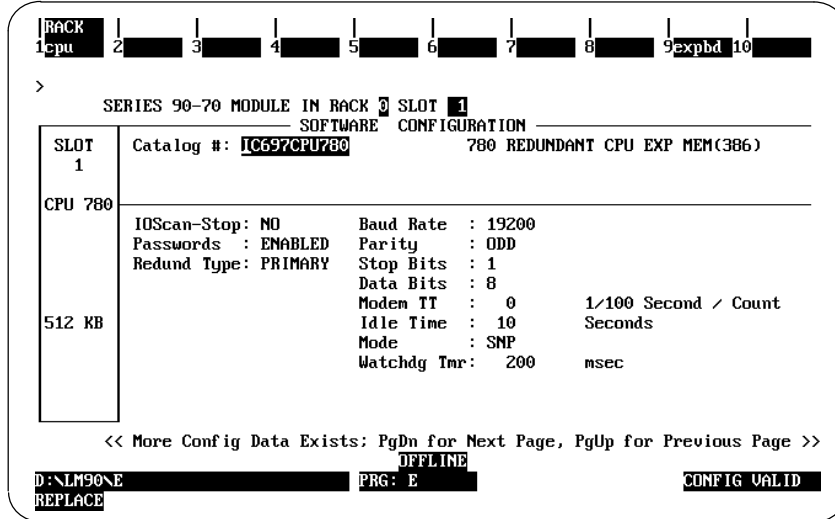 RACK
1cpu 2 3 4 5 6 7 8 9expbd 10
>
SERIES 90-70 MODULE IN RACK 0 SLOT 1
SOFTWARE CONFIGURATION
SLOT Catalog #: IC697CPU780 780 REDUNDANT CPU EXP MEM(386)
1
CPU 780
IOScan-Stop: NO Baud Rate : 19200
Passwords : ENABLED Parity : ODD
Redund Type: PRIMARY Stop Bits : 1
Data Bits : 8
Modem TT : 0 1/100 Second / Count
512 KB Idle Time : 10 Seconds
Mode : SNP
Watchdg Tmr: 200 msec
<< More Config Data Exists; PgDn for Next Page, PgUp for Previous Page >>
OFFLINE
D:\LM90\E PRG: E CONFIG VALID
REPLACE